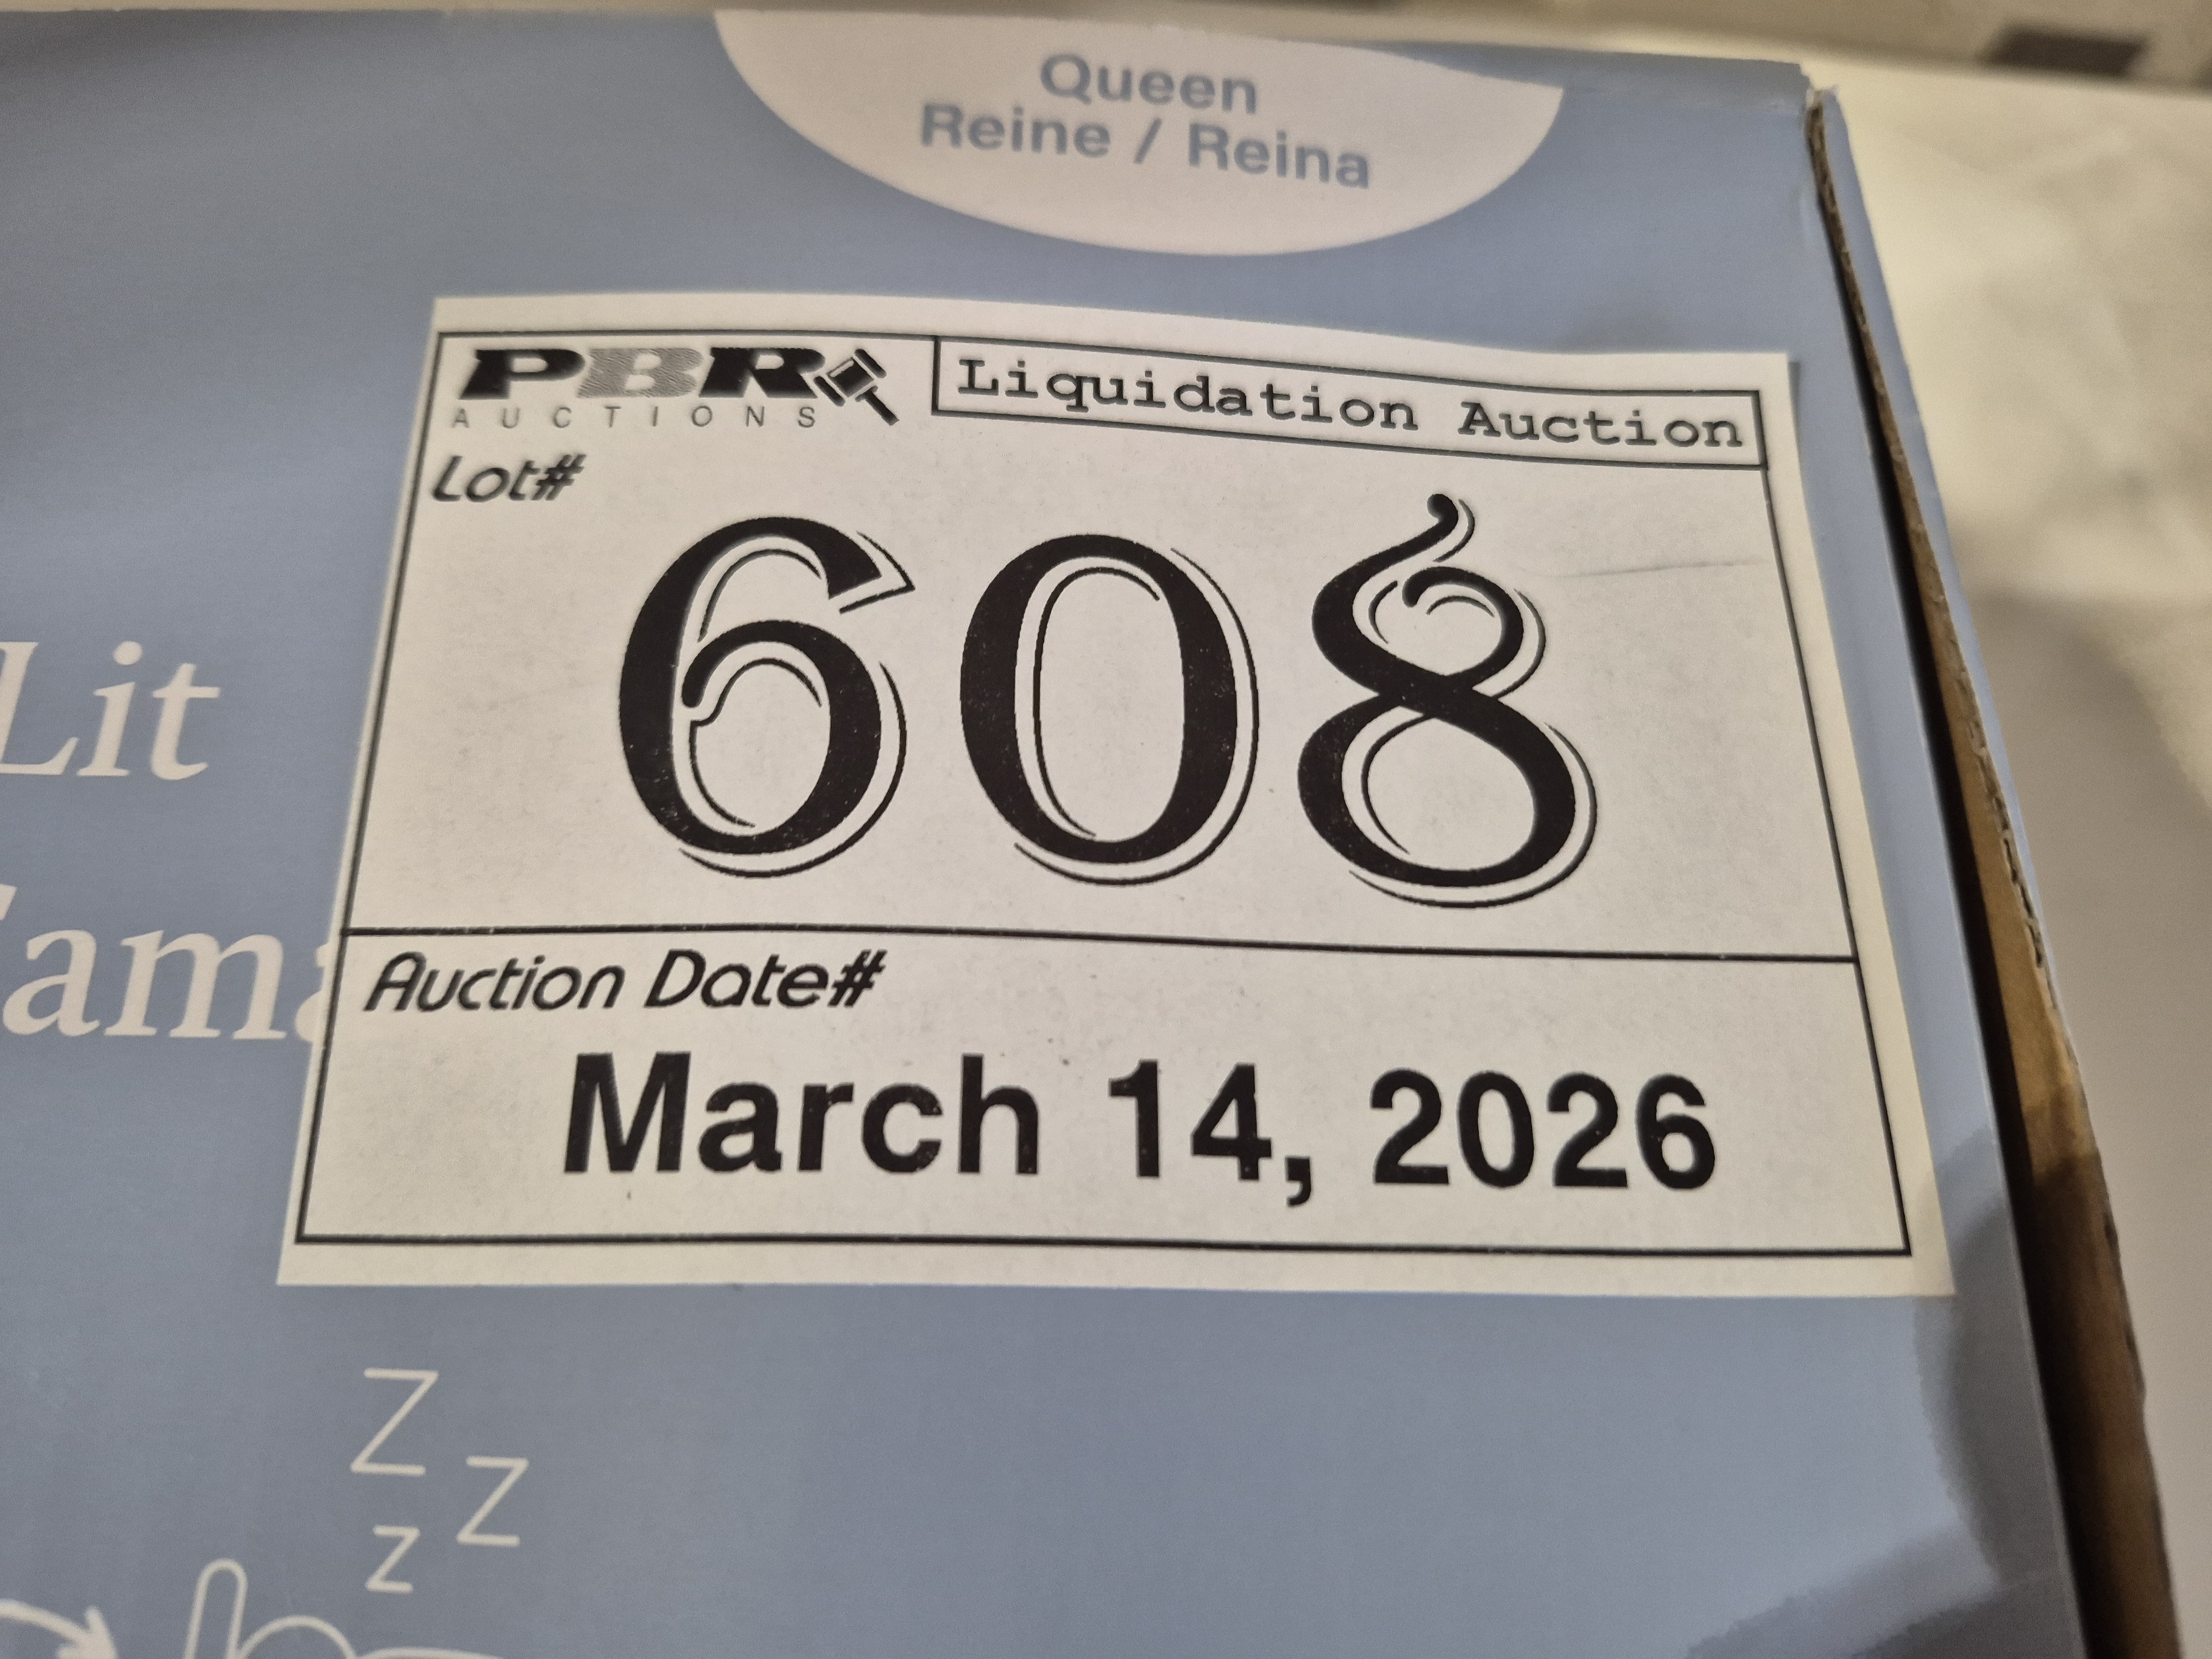 Queen
Reine / Reina
PBR
AUCTIONS
Liquidation Auction
Lot#
608
Lit
Auction Date#
March 14, 2026
Z
Z
Z